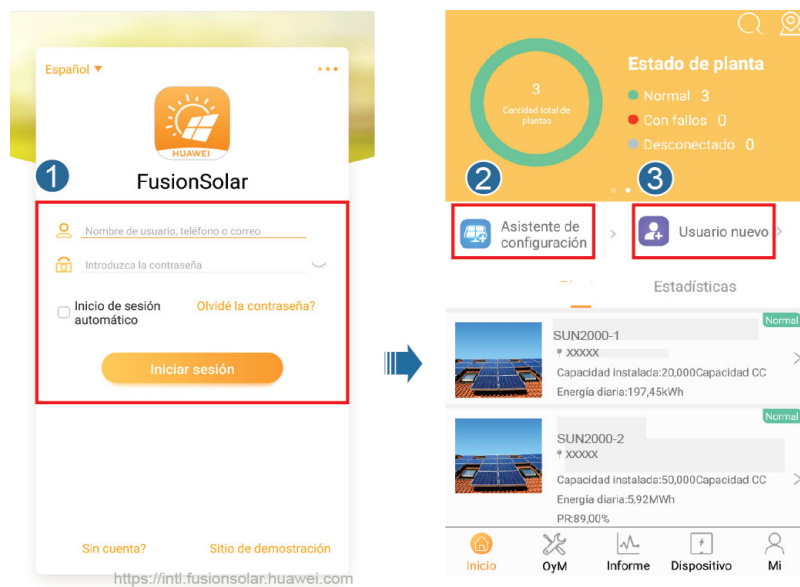 Español
HUAWEI
1
FusionSolar
Nombre de usuario, teléfono o correo
Introduzca la contraseña
Inicio de sesión
automático
Olvidé la contraseña?
Iniciar sesión
Sin cuenta?
Sitio de demostración
https://intl.fusionsolar.huawei.com
3
Cantidad total de
plantas
Estado de planta
Normal 3
Con fallos 0
Desconectado 0
2
3
Asistente de
configuración
Usuario nuevo
Estadísticas
Normal
SUN2000-1
XXXXX
Capacidad instalada:20,000Capacidad CC
Energía diaria:197,45kWh
Normal
SUN2000-2
XXXXX
Capacidad instalada:50,000Capacidad CC
Energía diaria:5,92MWh
PR:89,00%
Inicio
OyM
Informe
Dispositivo
Mi